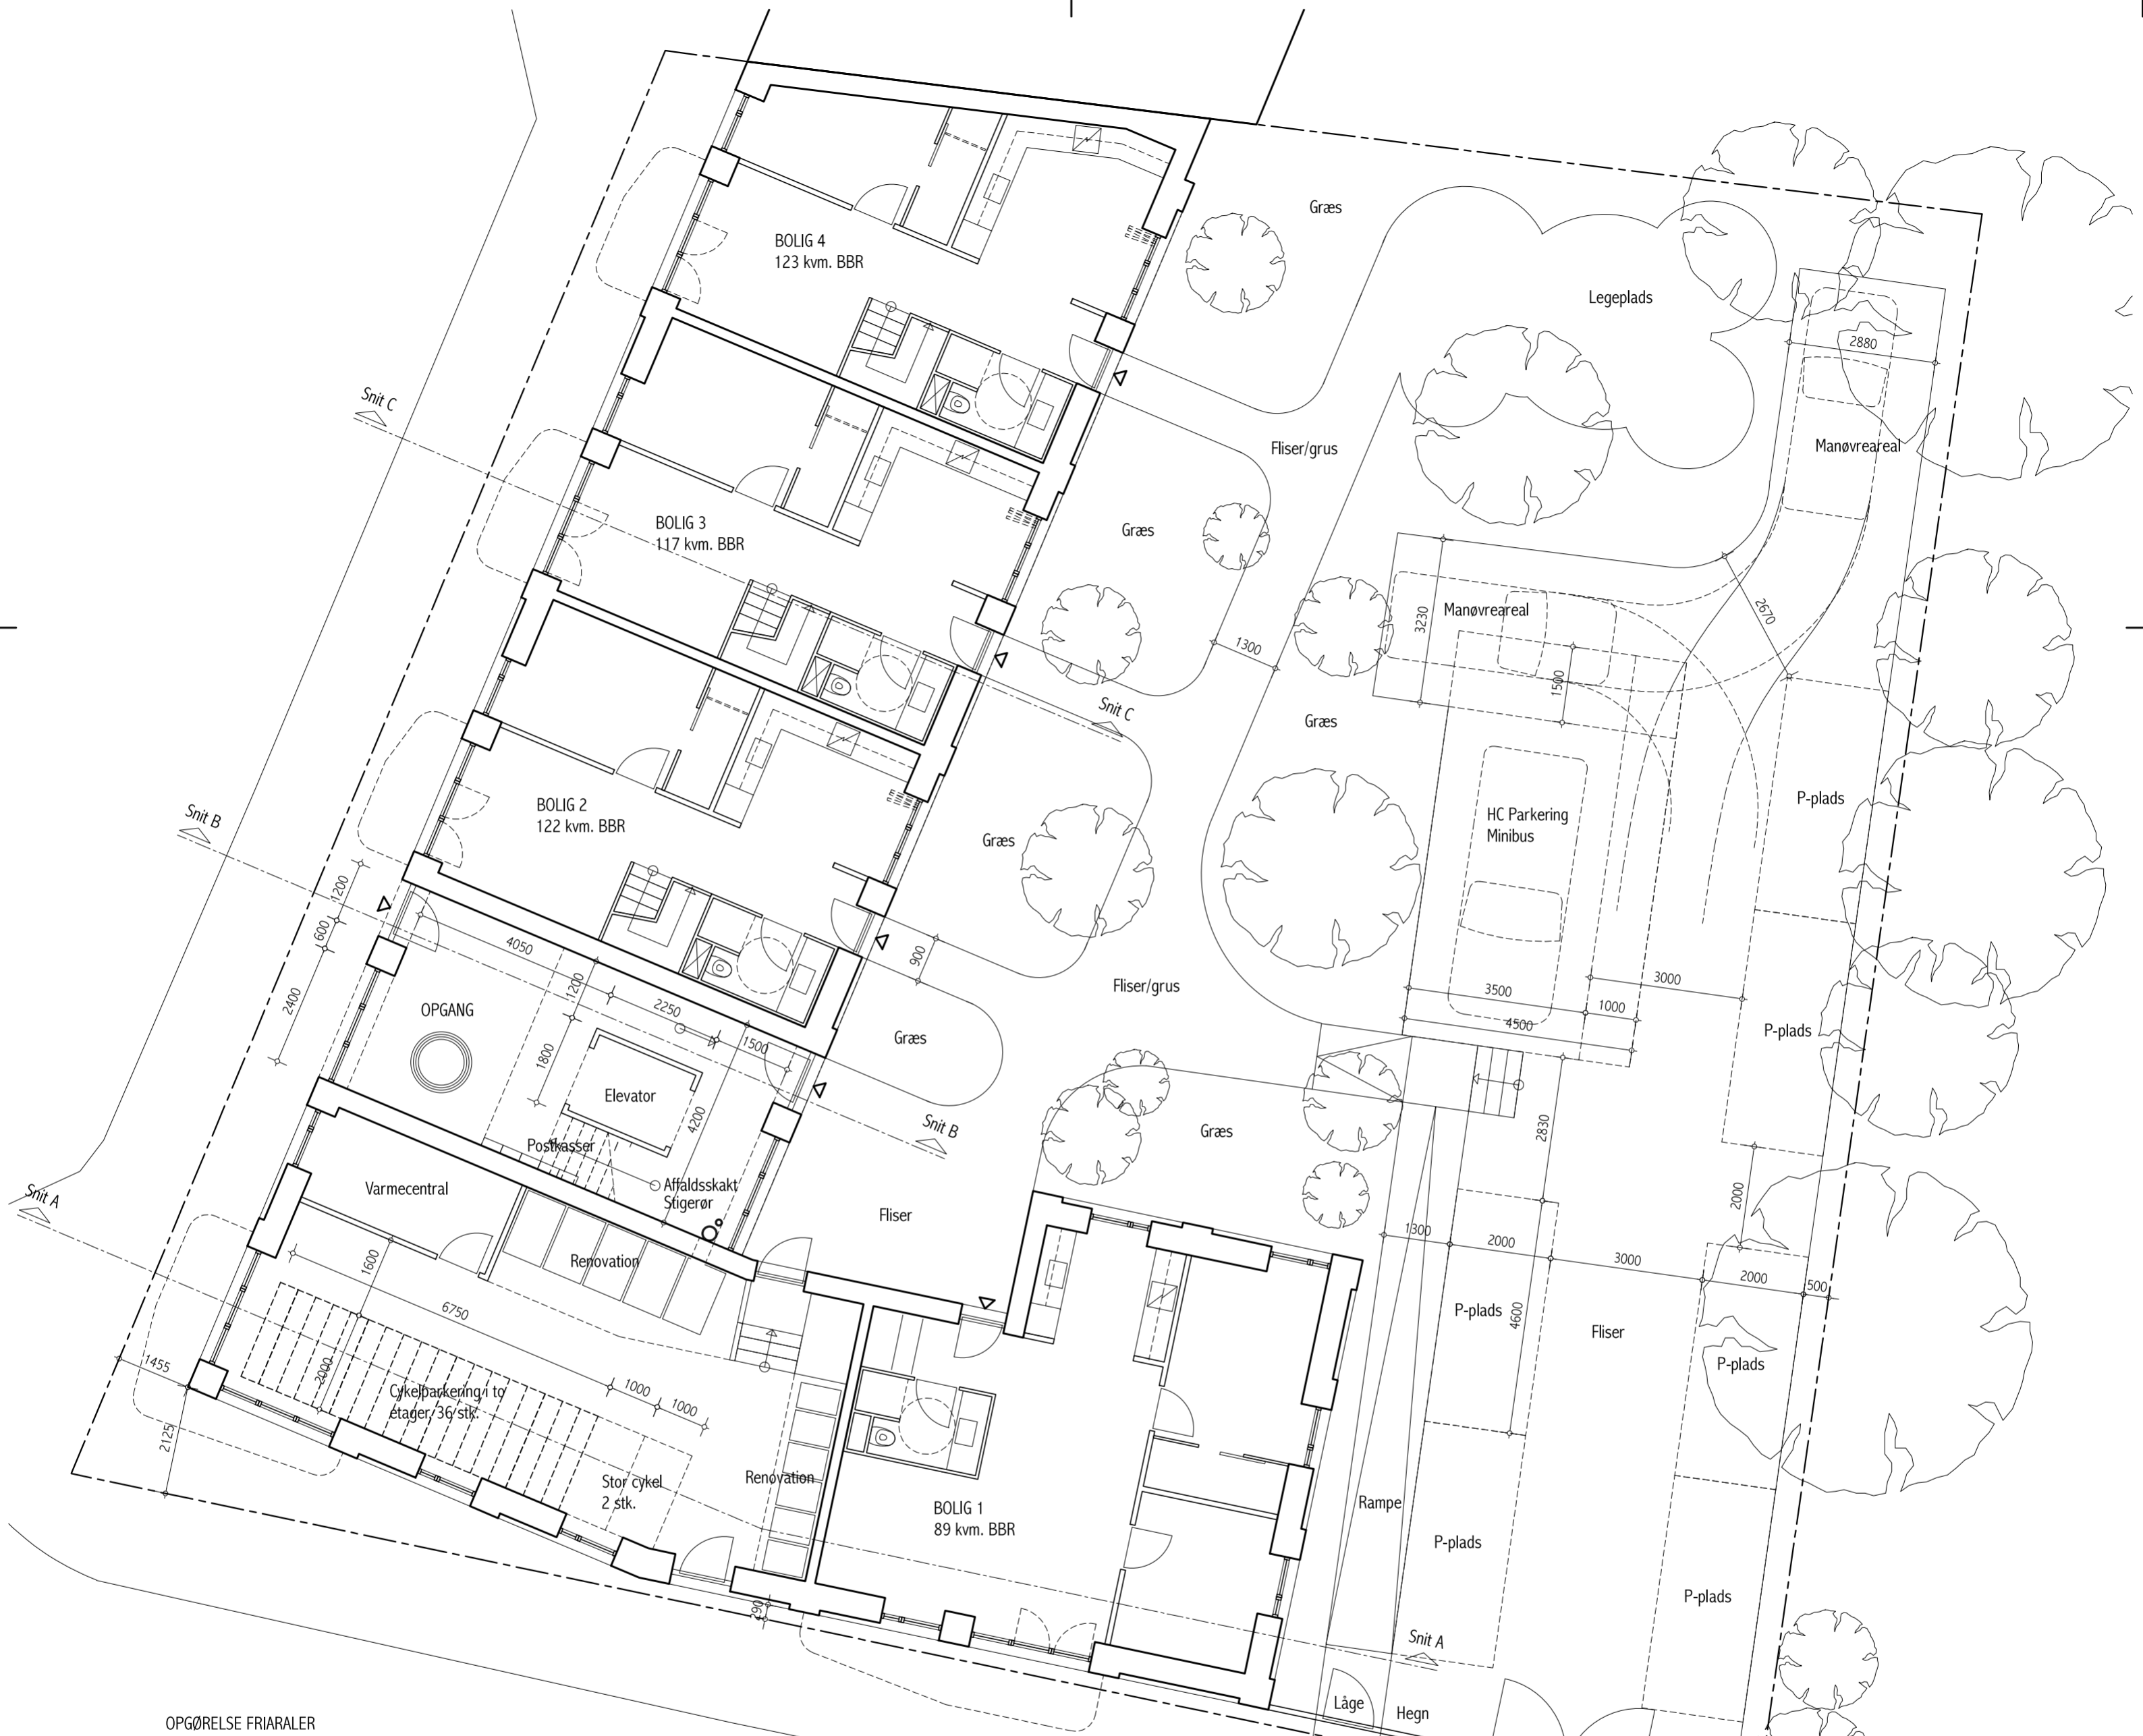 Græs
BOLIG 4
123 kvm. BBR
Legeplads
2880
Snit C
Fliser/grus
Manøvreareal
BOLIG 3
117 kvm. BBR
Græs
Manøvreareal
3230
2670
1300
1500
Snit C
Græs
Snit B
BOLIG 2
122 kvm. BBR
Græs
HC Parkering
Minibus
P-plads
1200
600
2400
4050
900
1200
2250
1500
Fliser/grus
3000
3500
1000
4500
OPGANG
Græs
P-plads
1800
Elevator
4200
Snit B
Postkasser
Græs
2830
Affaldsskakt
Stigerør
Varmecentral
Snit A
Fliser
2000
1300
2000
3000
2000
500
1600
Renovation
6750
P-plads
4600
Fliser
P-plads
1455
2000
Cykelparkering i to
etager, 36 stk.
1000
1000
2125
Stor cykel
2 stk.
Renovation
BOLIG 1
89 kvm. BBR
Rampe
P-plads
P-plads
290
Snit A
Låge
Hegn
OPGØRELSE FRIARALER